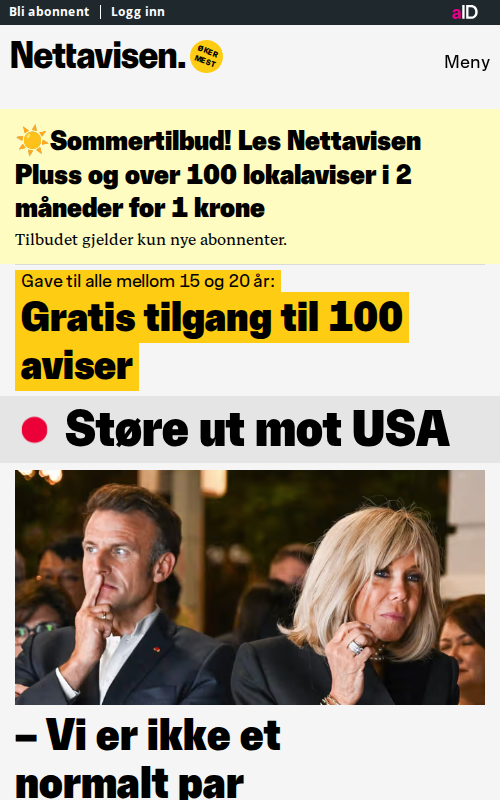 Bli abonnent | Logg inn
aID
Nettavisen.
ØKER
MEST
Meny
☀️Sommertilbud! Les Nettavisen
Pluss og over 100 lokalaviser i 2
måneder for 1 krone
Tilbudet gjelder kun nye abonnenter.
Gave til alle mellom 15 og 20 år:
Gratis tilgang til 100
aviser
Støre ut mot USA
– Vi er ikke et
normalt par